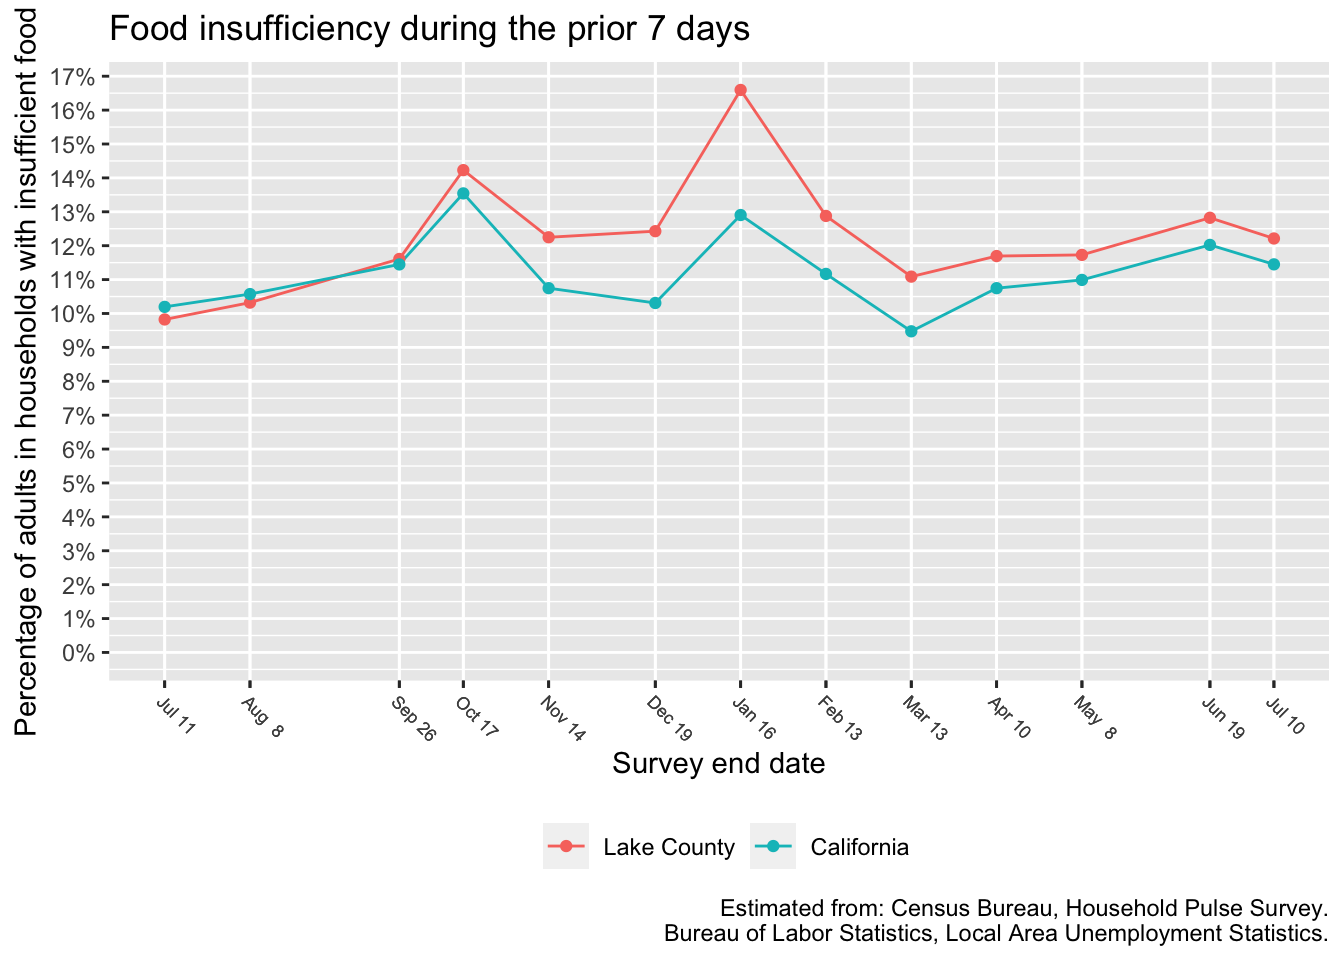 Food insufficiency during the prior 7 days
Percentage of adults in households with insufficient food
17%
16%
15%
14%
13%
12%
11%
10%
9%
8%
7%
6%
5%
4%
3%
2%
1%
0%
Jul 11
Aug 8
Sep 26
Oct 17
Nov 14
Dec 19
Jan 16
Feb 13
Mar 13
Apr 10
May 8
Jun 19
Jul 10
Survey end date
Lake County
California
Estimated from: Census Bureau, Household Pulse Survey.
Bureau of Labor Statistics, Local Area Unemployment Statistics.